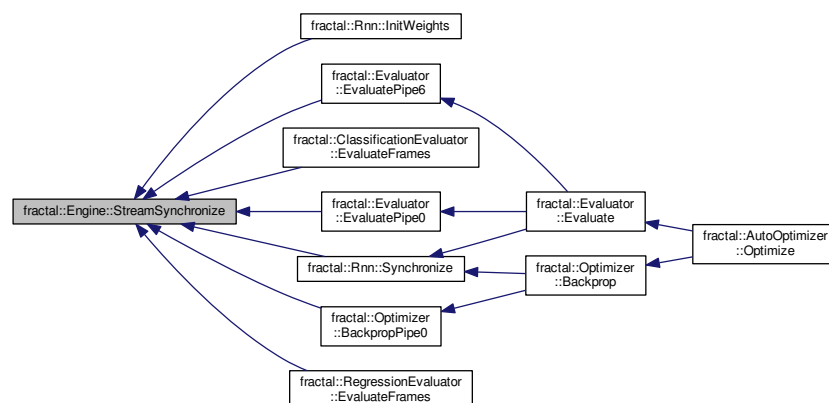 fractal::Rnn::InitWeights
fractal::Evaluator
::EvaluatePipe6
fractal::ClassificationEvaluator
::EvaluateFrames
fractal::Engine::StreamSynchronize
fractal::Evaluator
::EvaluatePipe0
fractal::Evaluator
::Evaluate
fractal::AutoOptimizer
::Optimize
fractal::Rnn::Synchronize
fractal::Optimizer
::Backprop
fractal::Optimizer
::BackpropPipe0
fractal::RegressionEvaluator
::EvaluateFrames